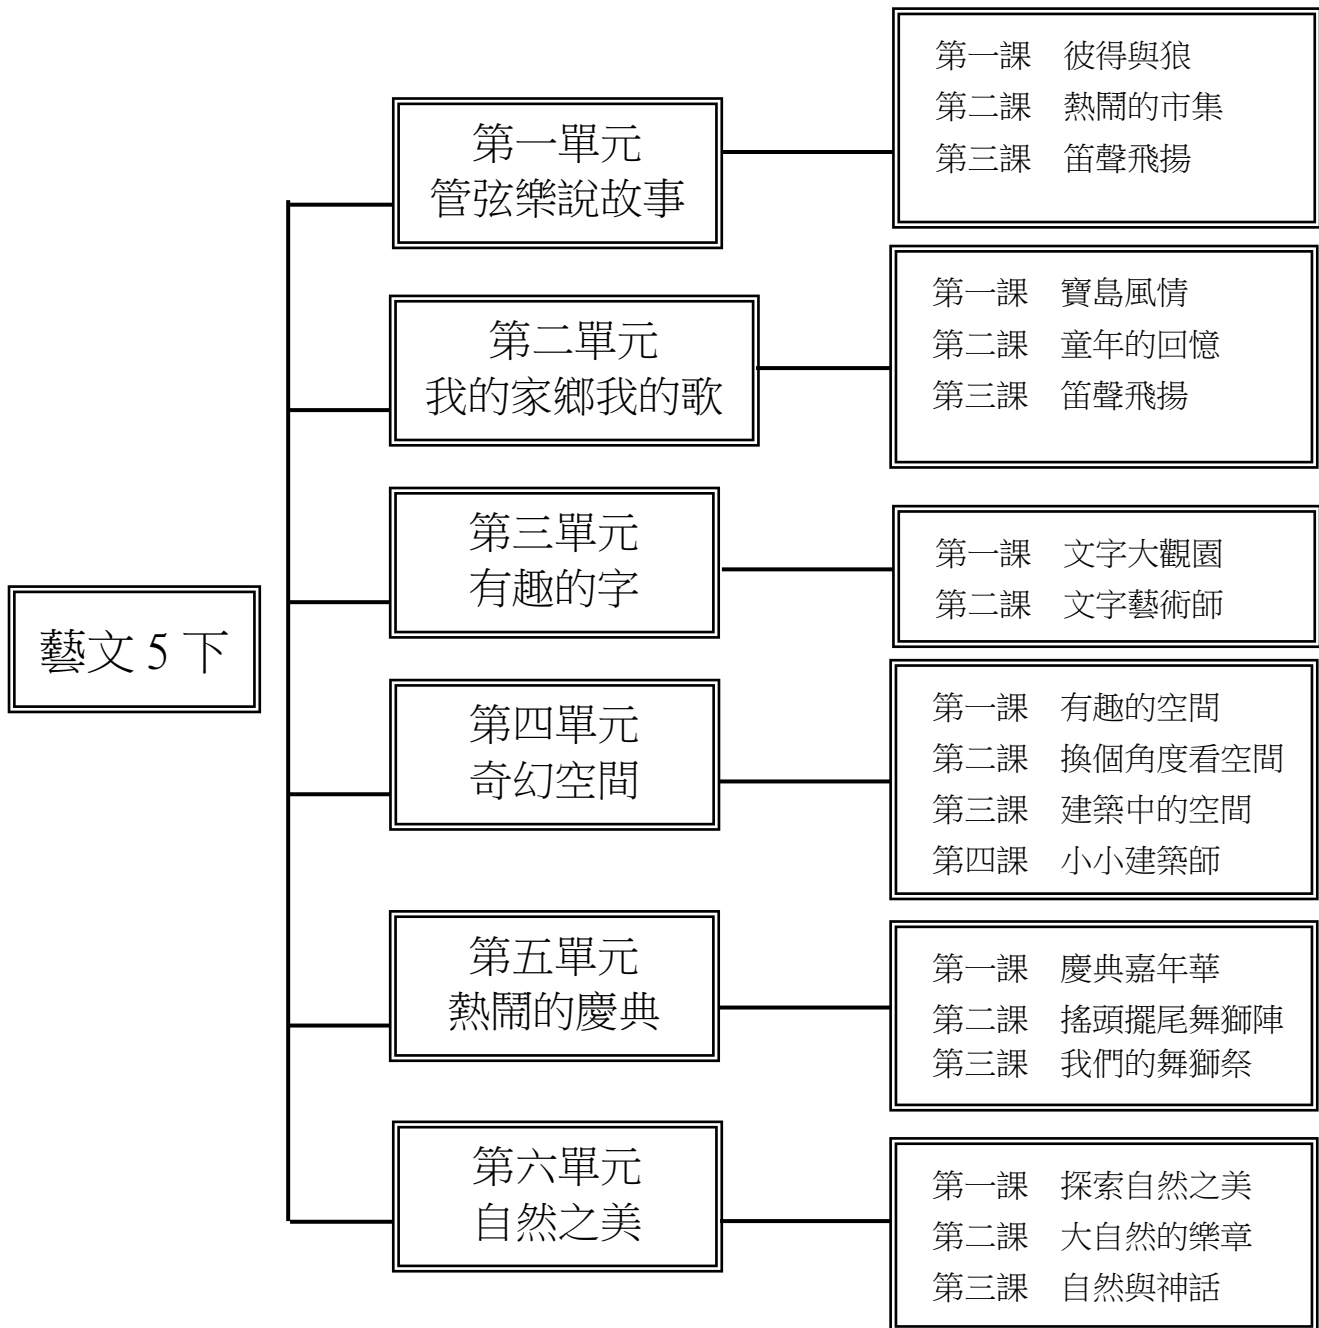 藝文 5 下
第一單元
管弦樂說故事
第一課　彼得與狼
第二課　熱鬧的市集
第三課　笛聲飛揚
第二單元
我的家鄉我的歌
第一課　寶島風情
第二課　童年的回憶
第三課　笛聲飛揚
第三單元
有趣的字
第一課　文字大觀園
第二課　文字藝術師
第四單元
奇幻空間
第一課　有趣的空間
第二課　換個角度看空間
第三課　建築中的空間
第四課　小小建築師
第五單元
熱鬧的慶典
第一課　慶典嘉年華
第二課　搖頭擺尾舞獅陣
第三課　我們的舞獅祭
第六單元
自然之美
第一課　探索自然之美
第二課　大自然的樂章
第三課　自然與神話